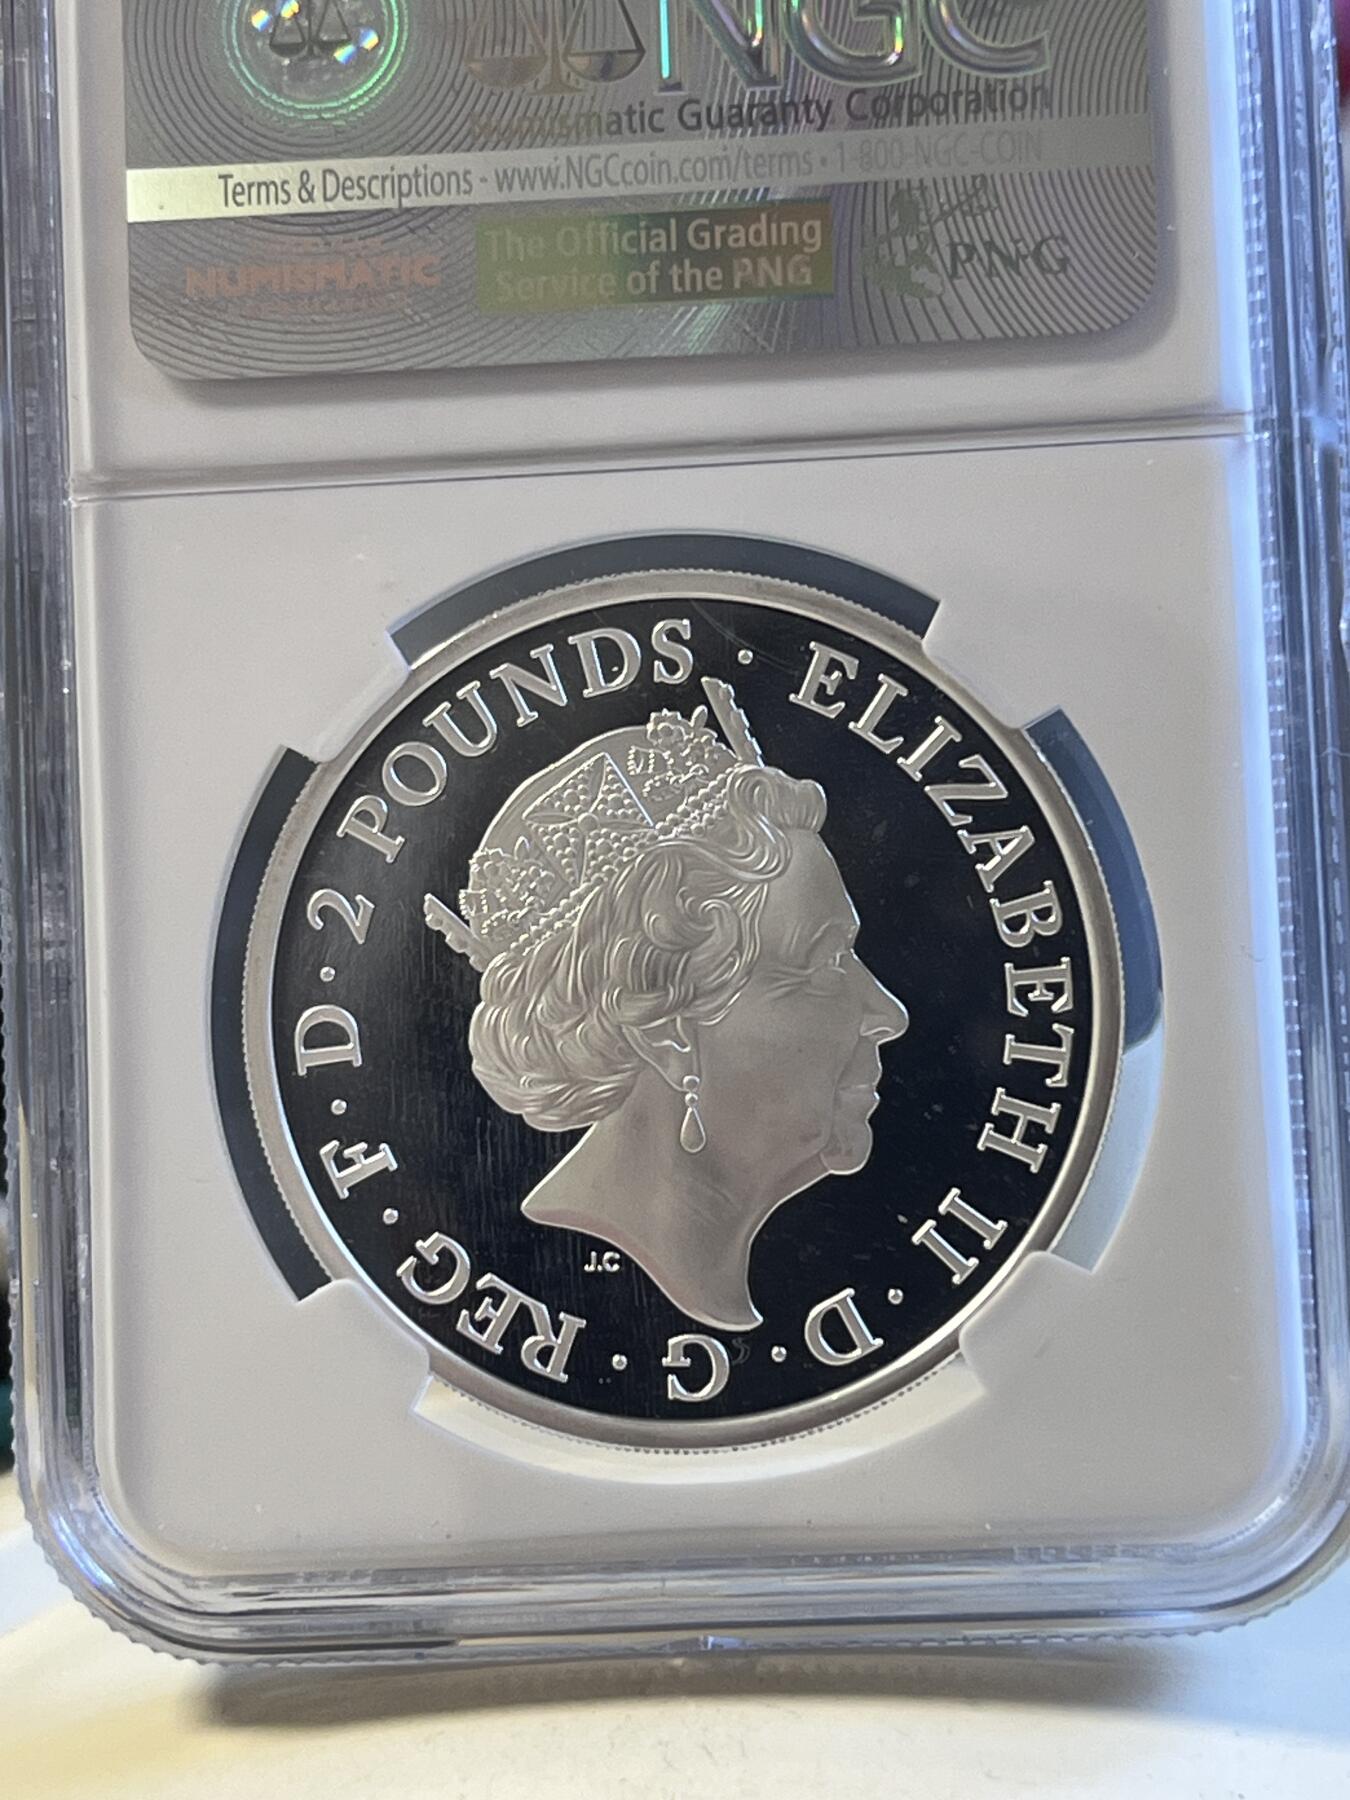 NGC
Numismatic Guaranty Corporation
Terms & Descriptions - www.NGCcoin.com/terms • 1-800-NGC-COIN
NUMISMATIC
The Official Grading
Service of the PNG
PNG
ELIZABETH II · D · G · REG · F · D · 2 POUNDS ·
J.C